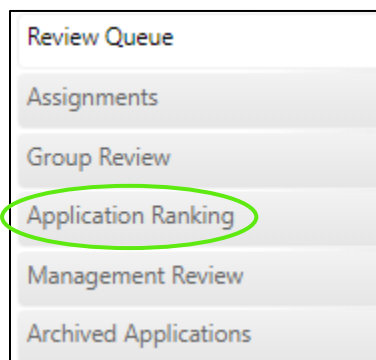 Review Queue
Assignments
Group Review
Application Ranking
Management Review
Archived Applications